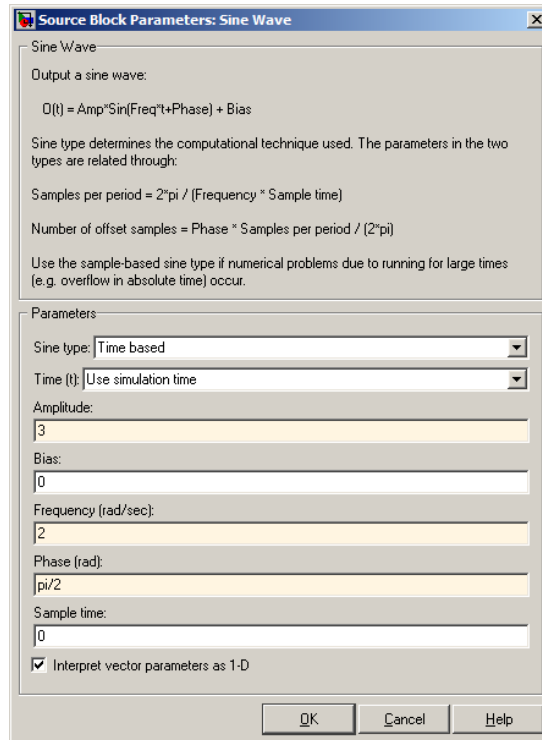 Source Block Parameters: Sine Wave
Sine Wave
Output a sine wave:
O(t) = Amp*Sin(Freq*t+Phase) + Bias
Sine type determines the computational technique used. The parameters in the two
types are related through:
Samples per period = 2*pi / (Frequency * Sample time)
Number of offset samples = Phase * Samples per period / (2*pi)
Use the sample-based sine type if numerical problems due to running for large times
(e.g. overflow in absolute time) occur.
Parameters
Sine type: Time based
Time (t): Use simulation time
Amplitude:
3
Bias:
0
Frequency (rad/sec):
2
Phase (rad):
pi/2
Sample time:
0
Interpret vector parameters as 1-D
OK Cancel Help